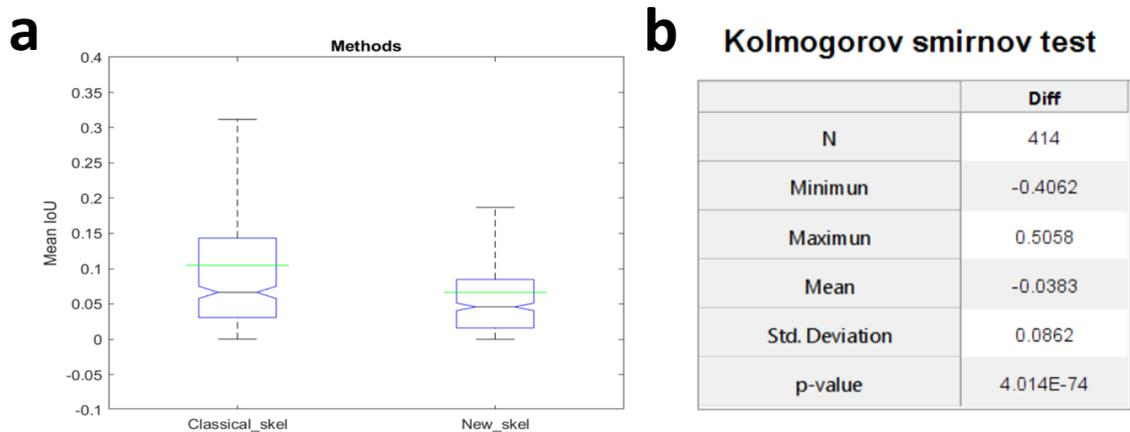 a
Methods
0.4
0.35
0.3
0.25
0.2
0.15
0.1
0.05
0
-0.05
-0.1
Mean IoU
Classical_skel New_skel
b
Kolmogorov smirnov test
Diff
N 414
Minimun -0.4062
Maximun 0.5058
Mean -0.0383
Std. Deviation 0.0862
p-value 4.014E-74